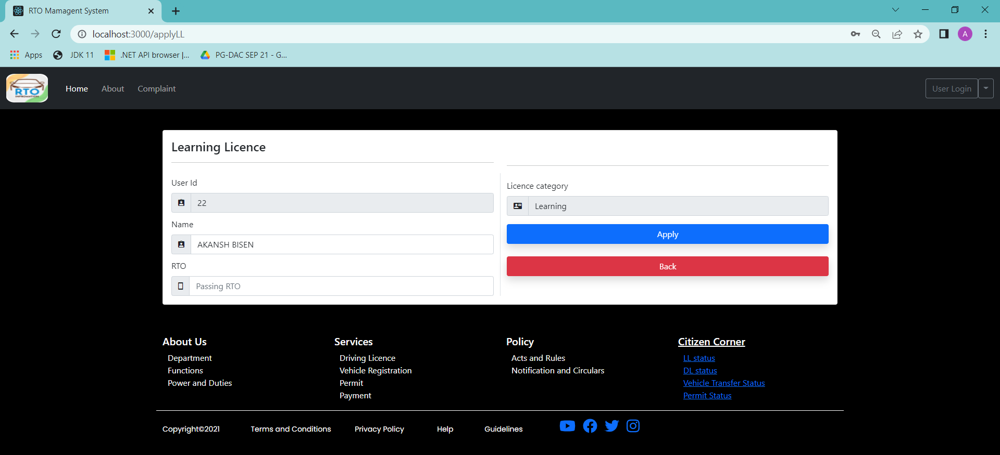 RTO Mamagent System
localhost:3000/applyLL
A
Apps
JDK 11
.NET API browser |...
PG-DAC SEP 21 - G...
RTO
INFROMATION
Home
About
Complaint
User Login
Learning Licence
User Id
22
Name
AKANSH BISEN
RTO
Passing RTO
Licence category
Learning
Apply
Back
About Us
Department
Functions
Power and Duties
Services
Driving Licence
Vehicle Registration
Permit
Payment
Policy
Acts and Rules
Notification and Circulars
Citizen Corner
LL status
DL status
Vehicle Transfer Status
Permit Status
Copyright©2021
Terms and Conditions
Privacy Policy
Help
Guidelines